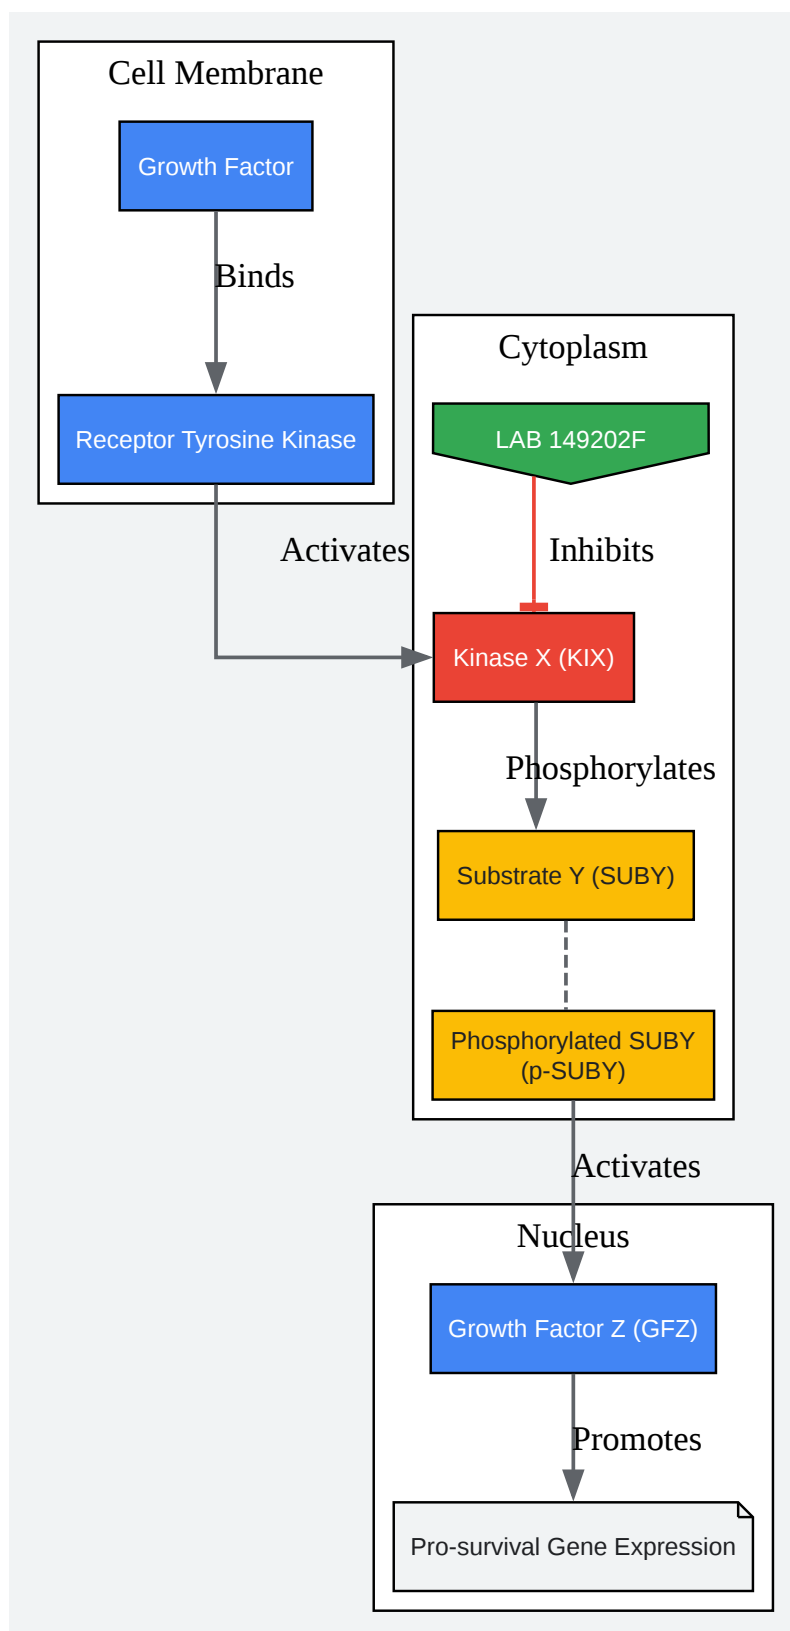 Cell Membrane
Growth Factor
Binds
Receptor Tyrosine Kinase
Activates
Cytoplasm
LAB 149202F
Inhibits
Kinase X (KIX)
Phosphorylates
Substrate Y (SUBY)
Phosphorylated SUBY
(p-SUBY)
Activates
Nucleus
Growth Factor Z (GFZ)
Promotes
Pro-survival Gene Expression